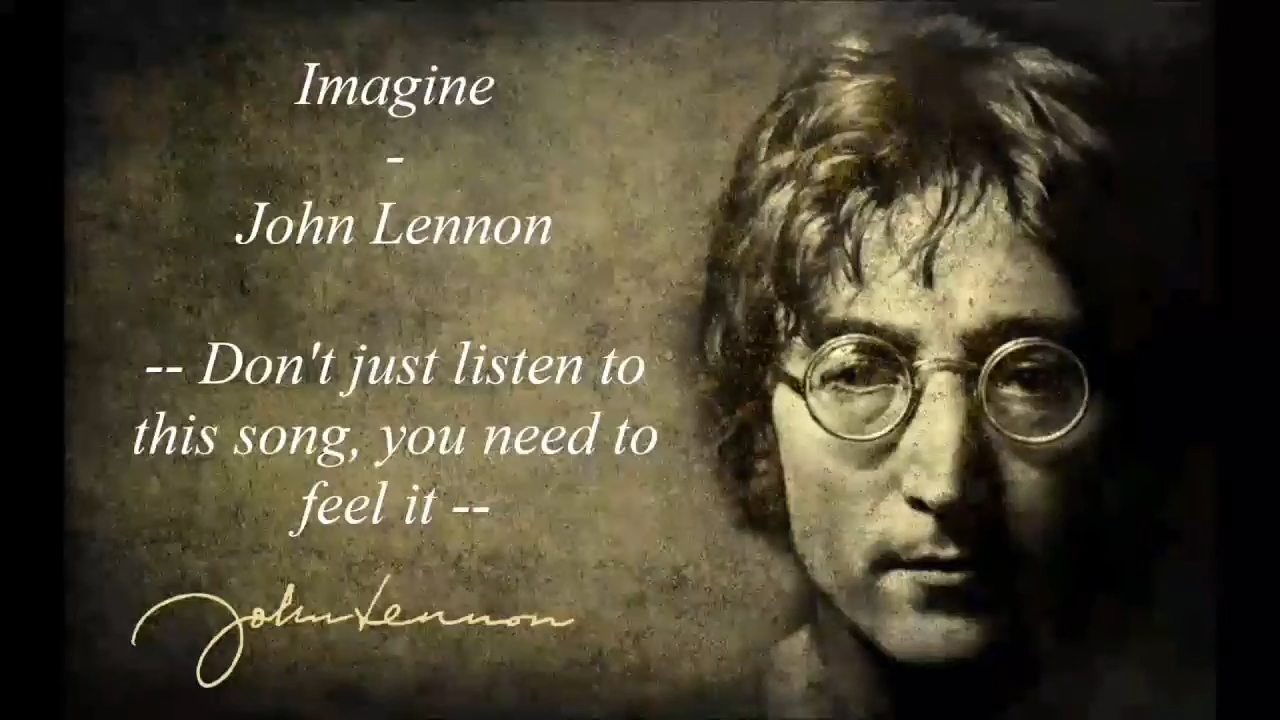 Imagine
-
John Lennon
-- Don't just listen to
this song, you need to
feel it --
John Lennon